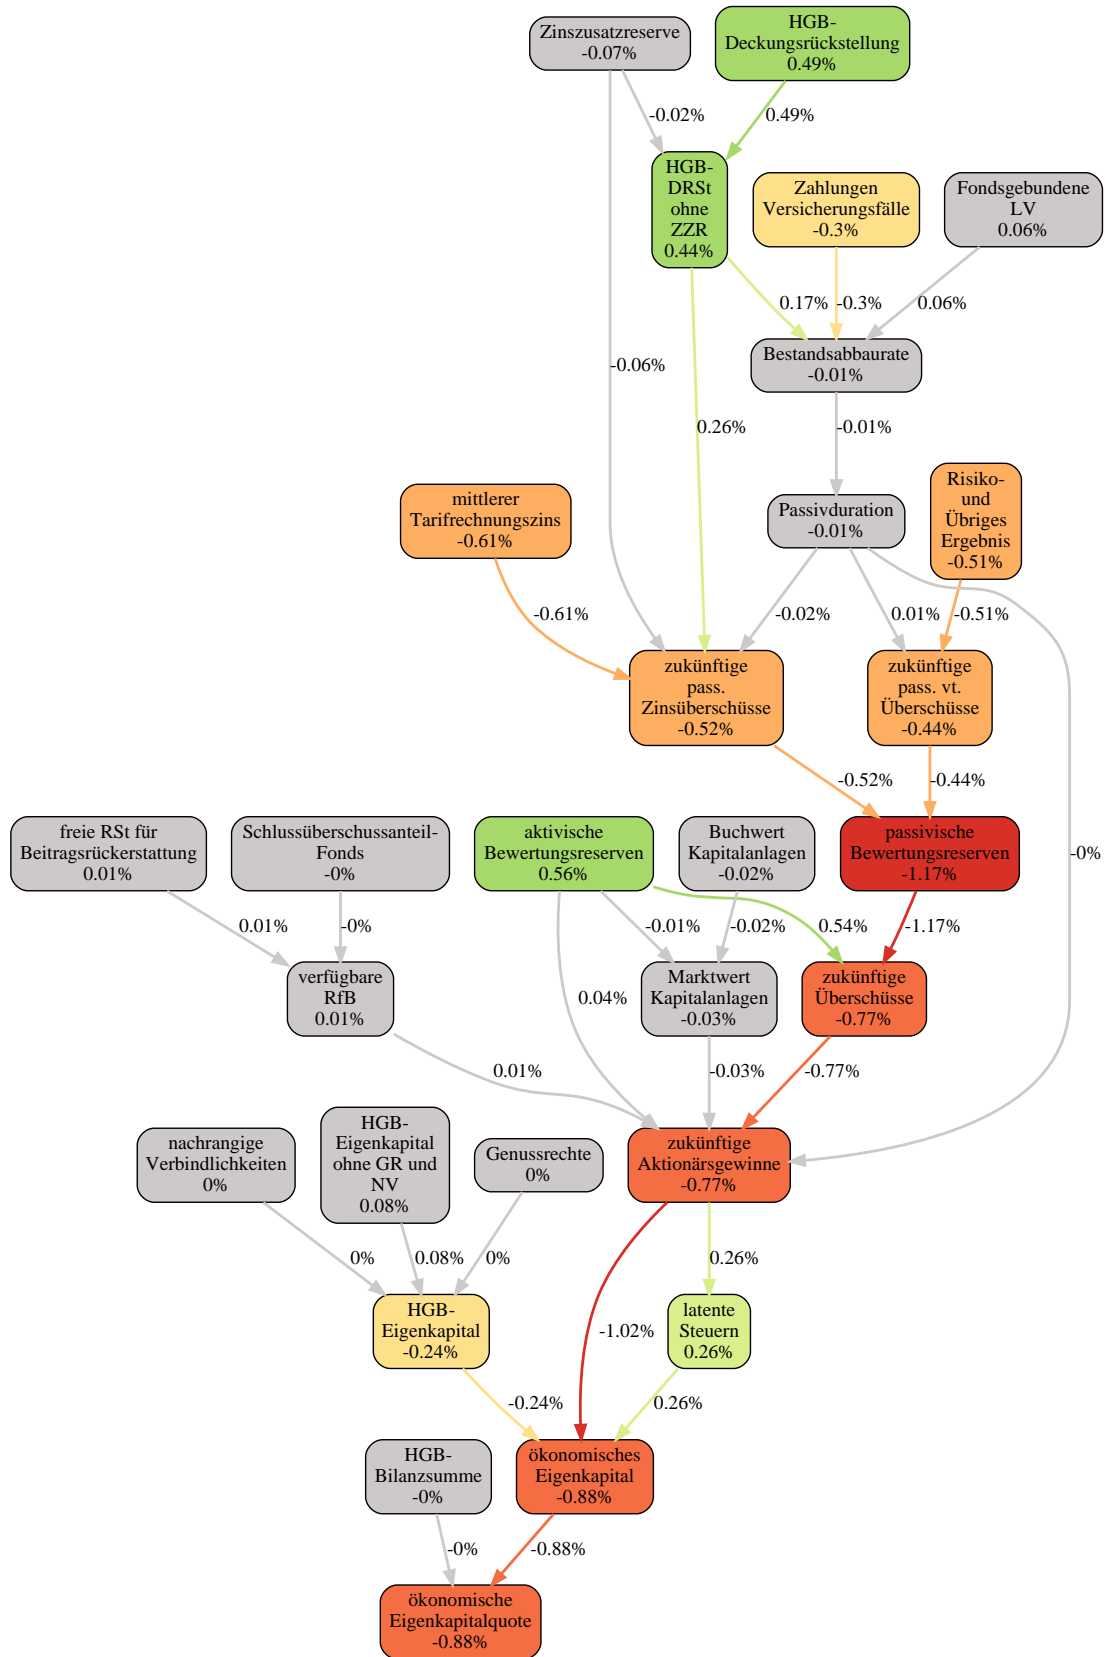 Zinszusatzreserve
-0.07%
HGB-
Deckungsrückstellung
0.49%
-0.02%
0.49%
HGB-
DRSt
ohne
ZZR
0.44%
Zahlungen
Versicherungsfälle
-0.3%
Fondsgebundene
LV
0.06%
0.17%
-0.3%
0.06%
Bestandsabbaurate
-0.01%
-0.06%
0.26%
-0.01%
mittlerer
Tarifrechnungszins
-0.61%
Passivduration
-0.01%
Risiko-
und
Übriges
Ergebnis
-0.51%
-0.61%
-0.02%
0.01%
-0.51%
zukünftige
pass.
Zinsüberschüsse
-0.52%
zukünftige
pass. vt.
Überschüsse
-0.44%
-0.52%
-0.44%
freie RSt für
Beitragsrückerstattung
0.01%
Schlussüberschussanteil-
Fonds
-0%
aktivische
Bewertungsreserven
0.56%
Buchwert
Kapitalanlagen
-0.02%
passivische
Bewertungsreserven
-1.17%
-0%
0.01%
-0%
-0.01%
-0.02%
0.54%
-1.17%
verfügbare
RfB
0.01%
0.04%
Marktwert
Kapitalanlagen
-0.03%
zukünftige
Überschüsse
-0.77%
0.01%
-0.03%
-0.77%
nachrangige
Verbindlichkeiten
0%
HGB-
Eigenkapital
ohne GR und
NV
0.08%
Genussrechte
0%
zukünftige
Aktionärsgewinne
-0.77%
0%
0.08%
0%
0.26%
HGB-
Eigenkapital
-0.24%
-1.02%
latente
Steuern
0.26%
-0.24%
0.26%
HGB-
Bilanzsumme
-0%
ökonomisches
Eigenkapital
-0.88%
-0%
-0.88%
ökonomische
Eigenkapitalquote
-0.88%